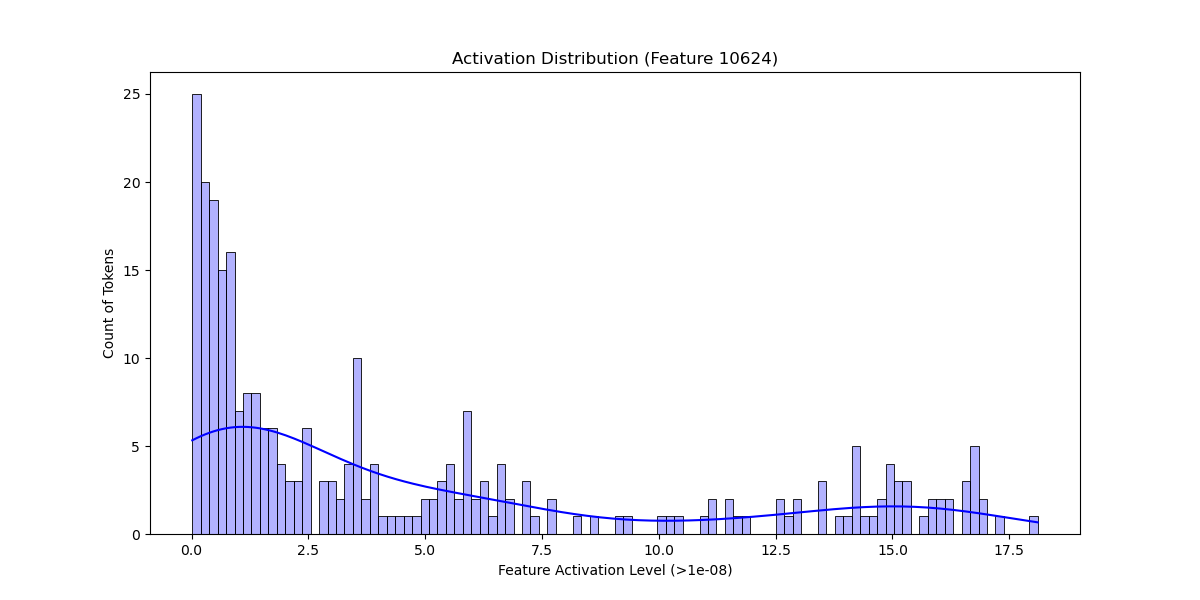 Activation Distribution (Feature 10624)
25
20
15
10
5
0
Count of Tokens
0.0 2.5 5.0 7.5 10.0 12.5 15.0 17.5
Feature Activation Level (>1e-08)